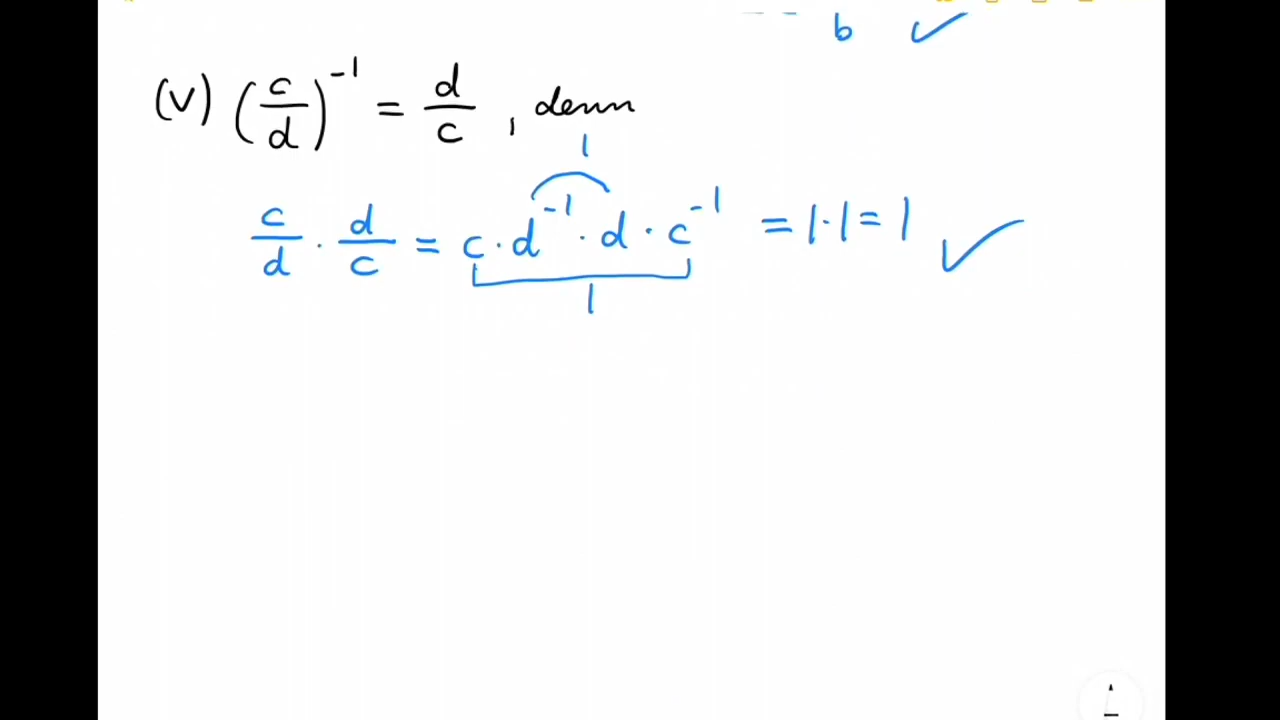 b ✓
(v) (c/d)⁻¹ = d/c , denn
1
c/d · d/c = c · d⁻¹ · d · c⁻¹ = 1·1 = 1 ✓
1